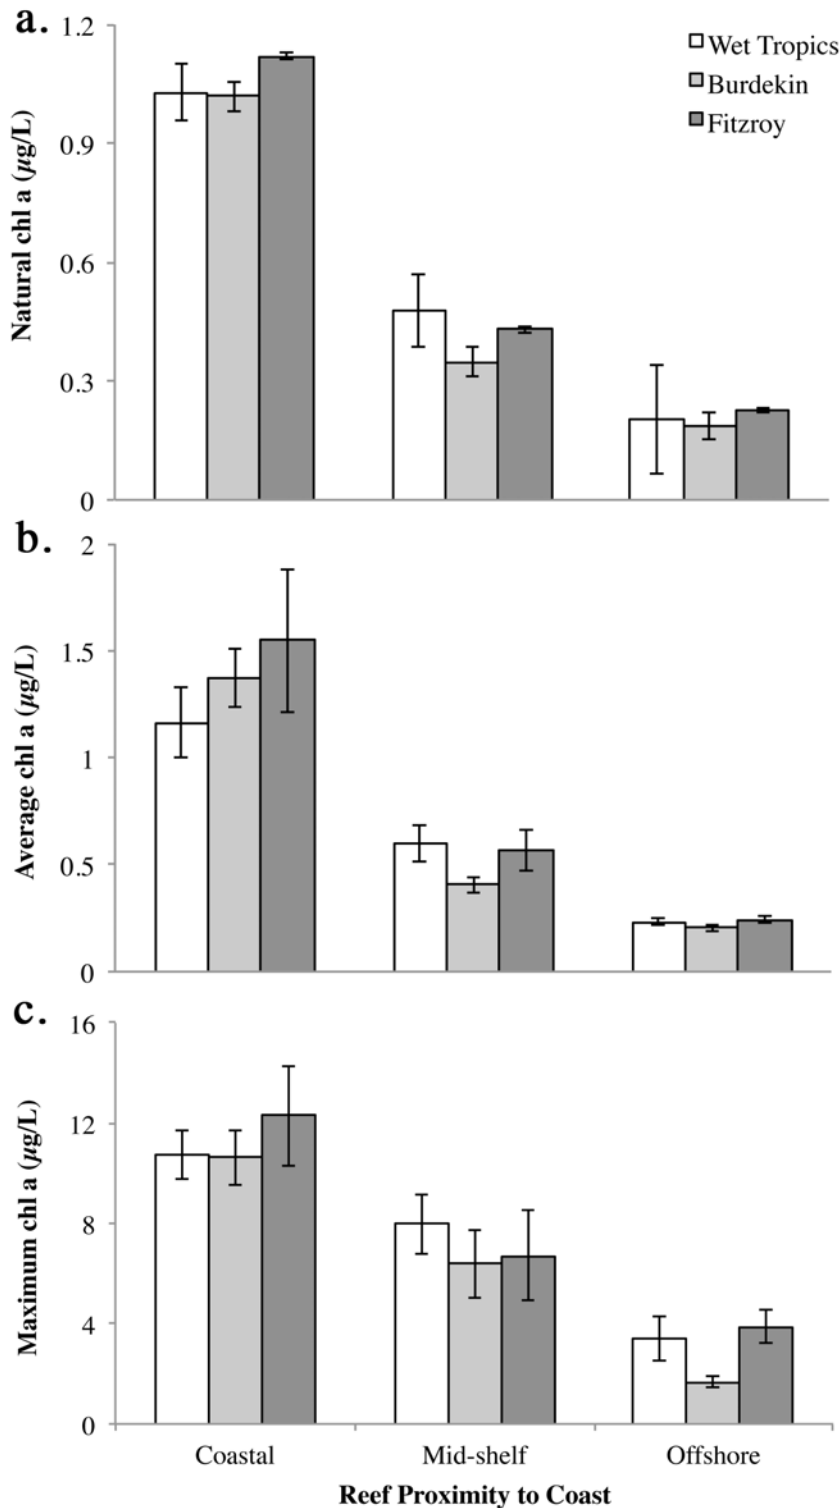 a.
1.2
0.9
0.6
0.3
0
Natural chl a (µg/L)
Wet Tropics
Burdekin
Fitzroy
b.
2
1.5
1
0.5
0
Average chl a (µg/L)
c.
16
12
8
4
0
Maximum chl a (µg/L)
Coastal Mid-shelf Offshore
Reef Proximity to Coast